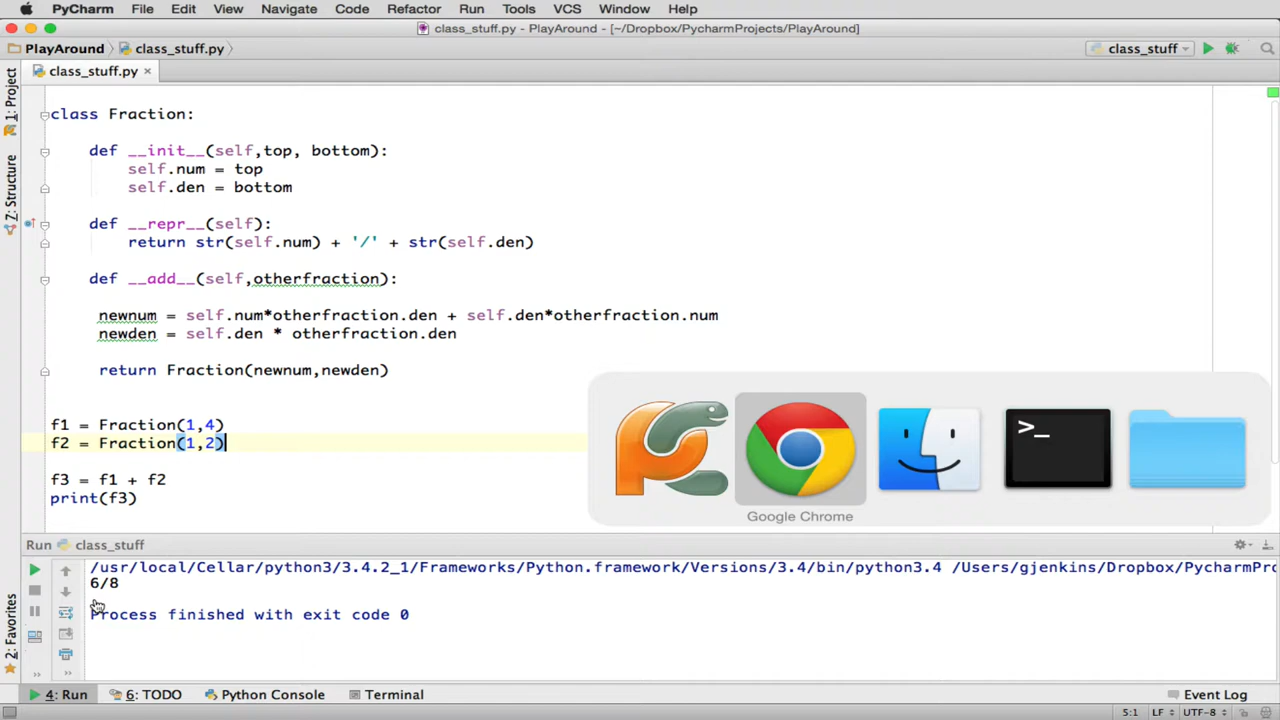 PyCharm File Edit View Navigate Code Refactor Run Tools VCS Window Help
class_stuff.py - PlayAround - [~/Dropbox/PycharmProjects/PlayAround]
PlayAround class_stuff.py class_stuff
class_stuff.py
1: Project
Z: Structure
2: Favorites
class Fraction:
def __init__(self,top, bottom):
self.num = top
self.den = bottom
def __repr__(self):
return str(self.num) + '/' + str(self.den)
def __add__(self,otherfraction):
newnum = self.num*otherfraction.den + self.den*otherfraction.num
newden = self.den * otherfraction.den
return Fraction(newnum,newden)
f1 = Fraction(1,4)
f2 = Fraction(1,2)
f3 = f1 + f2
print(f3)
>_
Google Chrome
Run class_stuff
/usr/local/Cellar/python3/3.4.2_1/Frameworks/Python.framework/Versions/3.4/bin/python3.4 /Users/gjenkins/Dropbox/PycharmPro
6/8
Process finished with exit code 0
4: Run 6: TODO Python Console Terminal Event Log
5:1 LF UTF-8